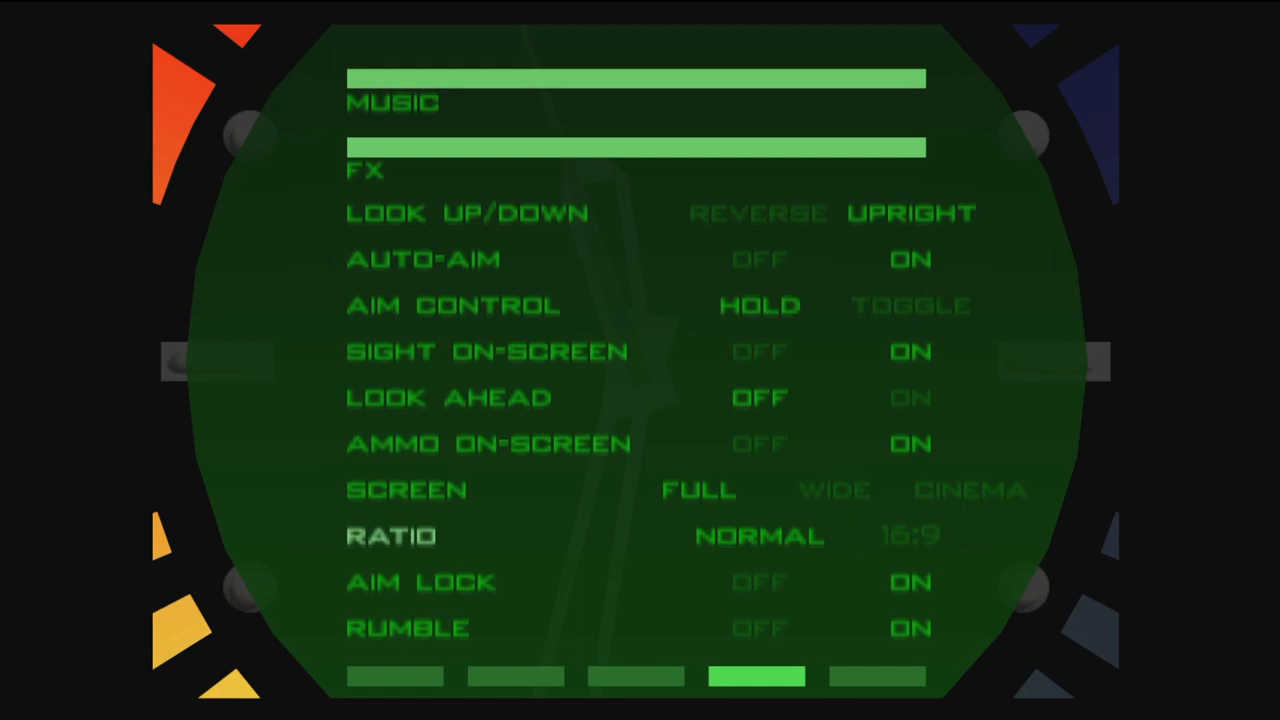 MUSIC
FX
LOOK UP/DOWN REVERSE UPRIGHT
AUTO-AIM OFF ON
AIM CONTROL HOLD TOGGLE
SIGHT ON-SCREEN OFF ON
LOOK AHEAD OFF ON
AMMO ON-SCREEN OFF ON
SCREEN FULL WIDE CINEMA
RATIO NORMAL 16:9
AIM LOCK OFF ON
RUMBLE OFF ON